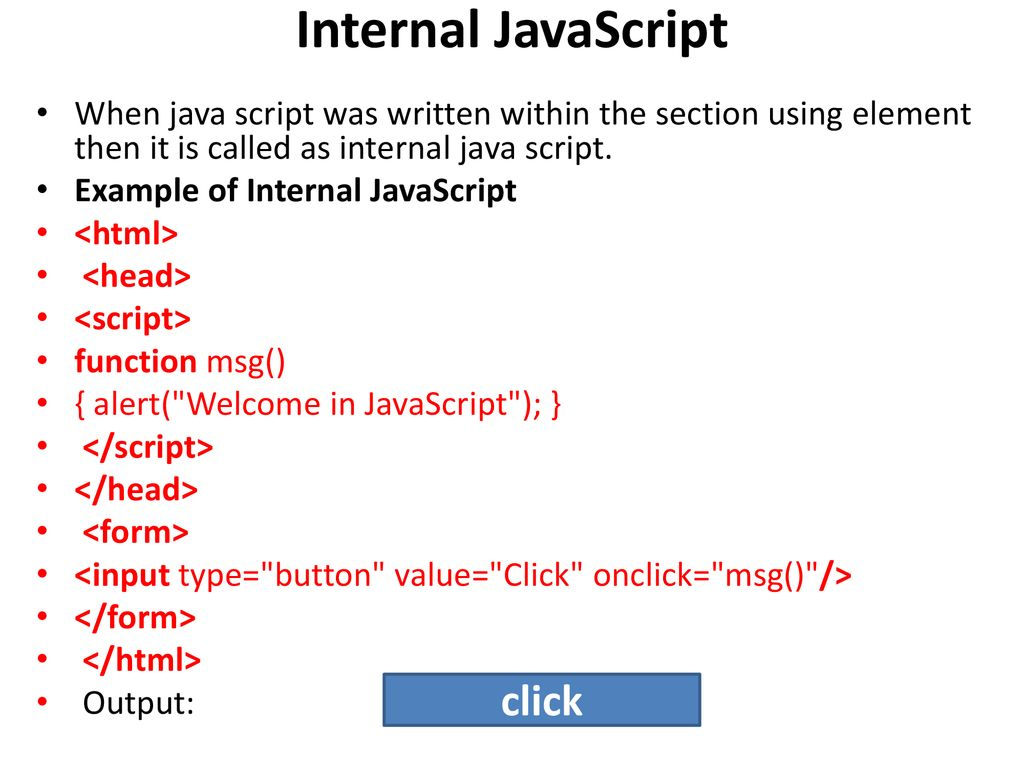 Internal JavaScript
• When java script was written within the section using element
then it is called as internal java script.
• Example of Internal JavaScript
• <html>
• <head>
• <script>
• function msg()
• { alert("Welcome in JavaScript"); }
• </script>
• </head>
• <form>
• <input type="button" value="Click" onclick="msg()"/>
• </form>
• </html>
• Output:
click